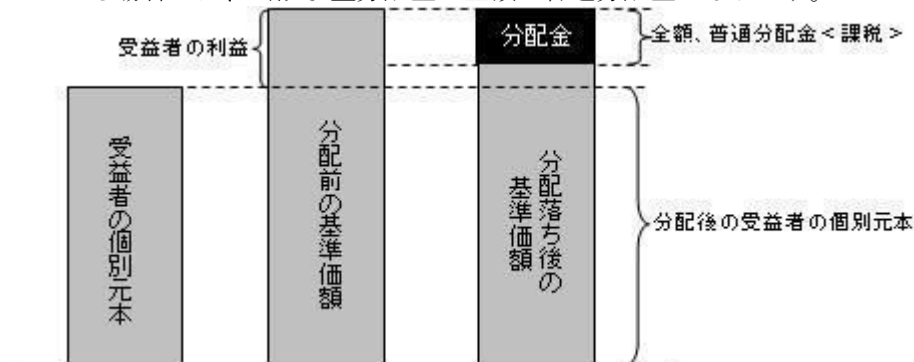 受益者の利益
分配金
全額、普通分配金<課税>
受益者の個別元本
分配前の基準価額
分配落ち後の
基準価額
分配後の受益者の個別元本